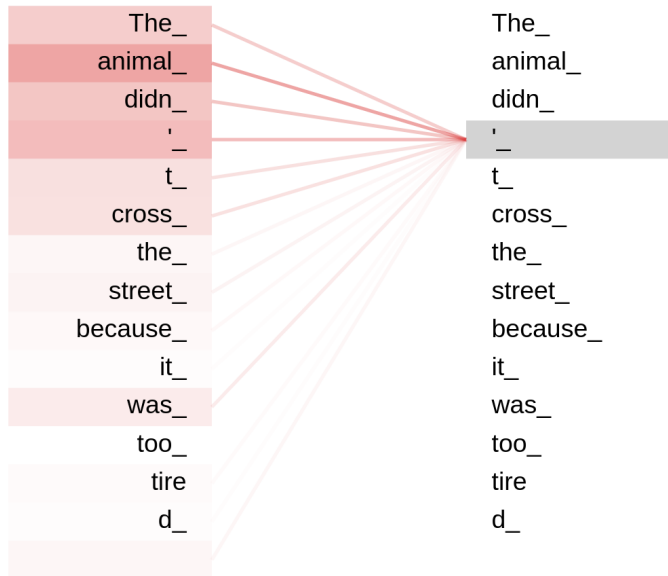 The_ The_
animal_ animal_
didn_ didn_
'_ '_
t_ t_
cross_ cross_
the_ the_
street_ street_
because_ because_
it_ it_
was_ was_
too_ too_
tire tire
d_ d_